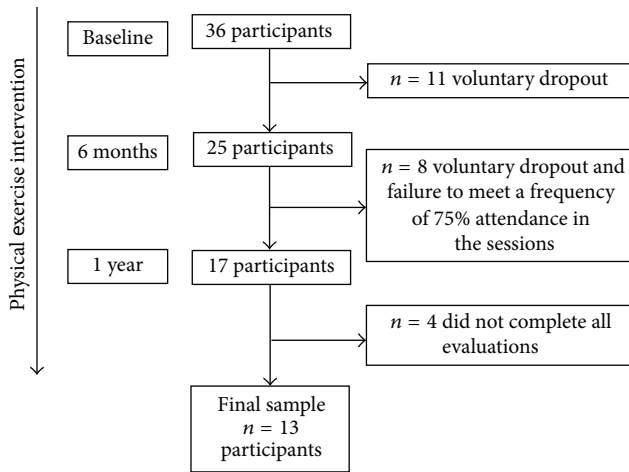 Physical exercise intervention
Baseline
36 participants
n = 11 voluntary dropout
6 months
25 participants
n = 8 voluntary dropout and
failure to meet a frequency
of 75% attendance in
the sessions
1 year
17 participants
n = 4 did not complete all
evaluations
Final sample
n = 13
participants